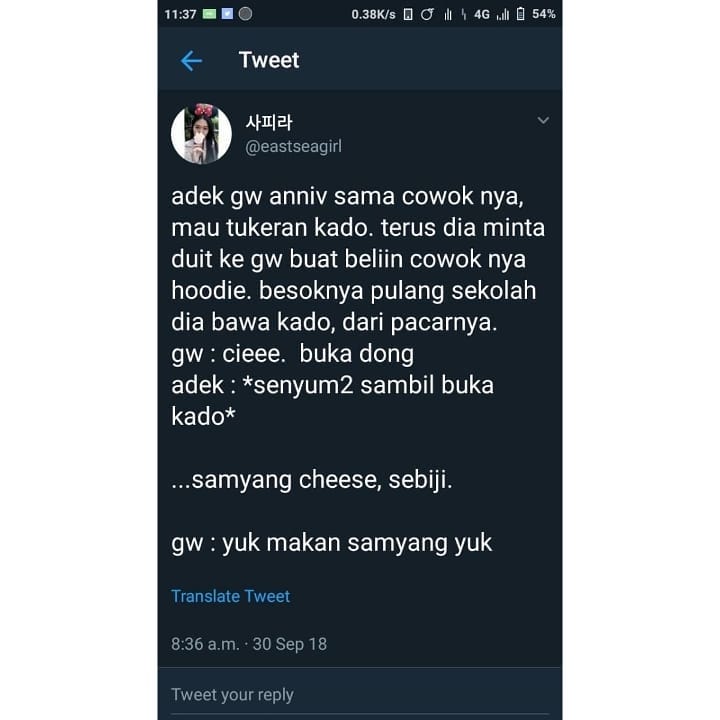 11:37 0.38K/s 4G 54%
Tweet
사피라
@eastseagirl
adek gw anniv sama cowok nya,
mau tukeran kado. terus dia minta
duit ke gw buat beliin cowok nya
hoodie. besoknya pulang sekolah
dia bawa kado, dari pacarnya.
gw : cieee.  buka dong
adek : *senyum2 sambil buka
kado*
...samyang cheese, sebiji.
gw : yuk makan samyang yuk
Translate Tweet
8:36 a.m. · 30 Sep 18
Tweet your reply